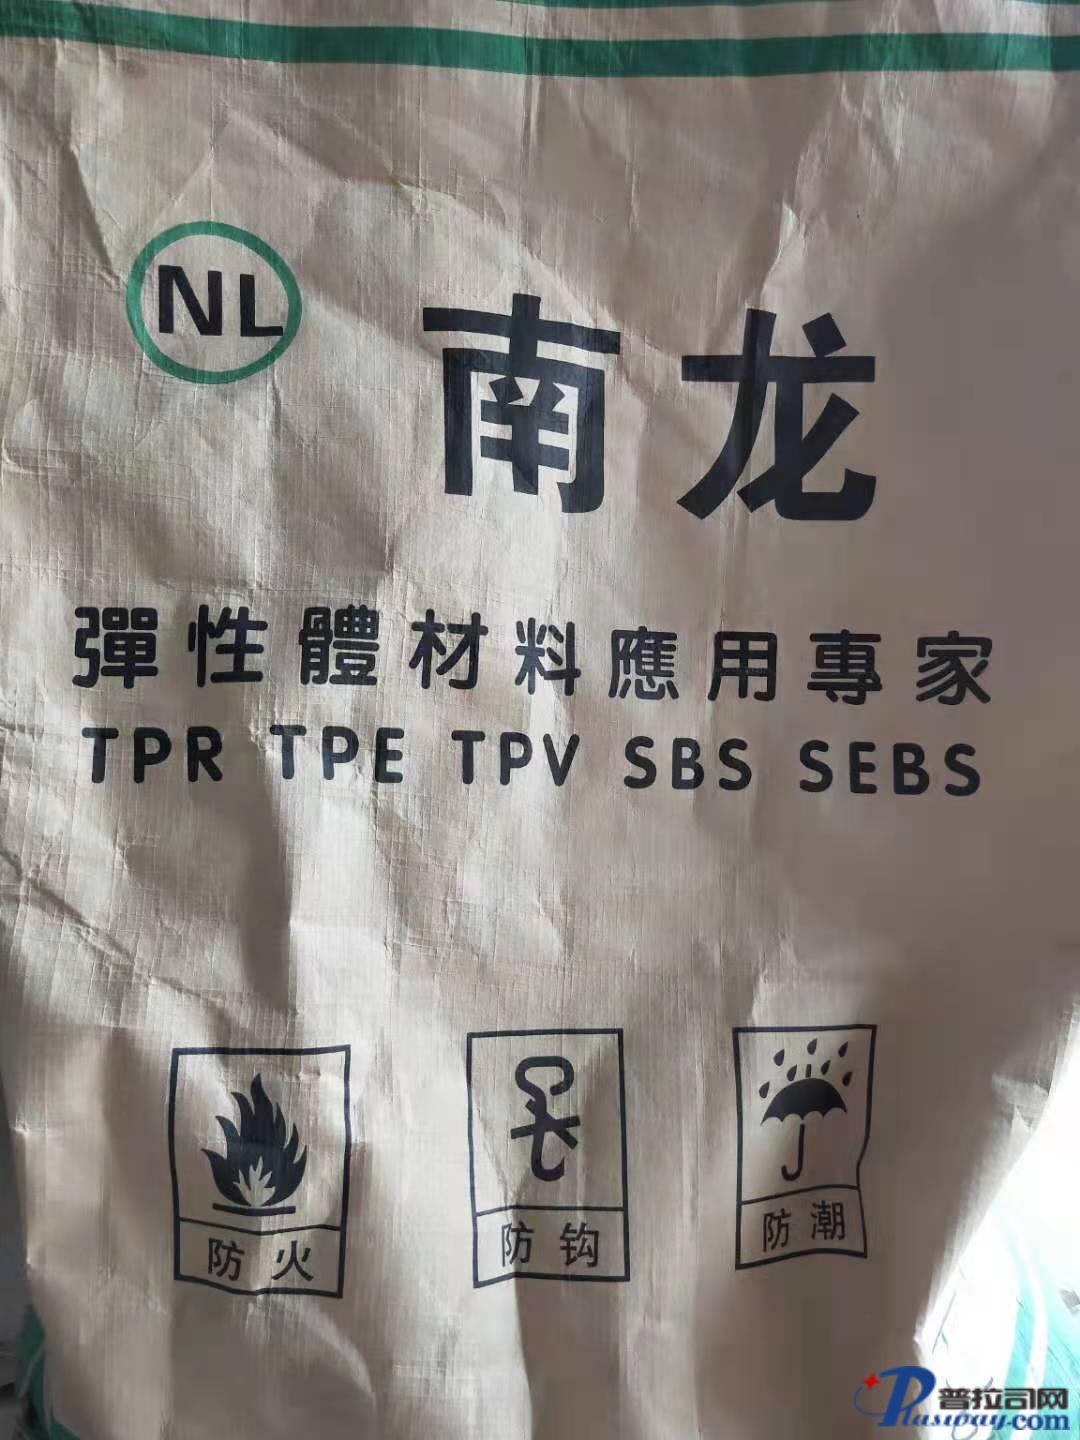 NL
南龙
彈性體材料應用專家
TPR TPE TPV SBS SEBS
防火 防钩 防潮
普拉司网
Plasway.com